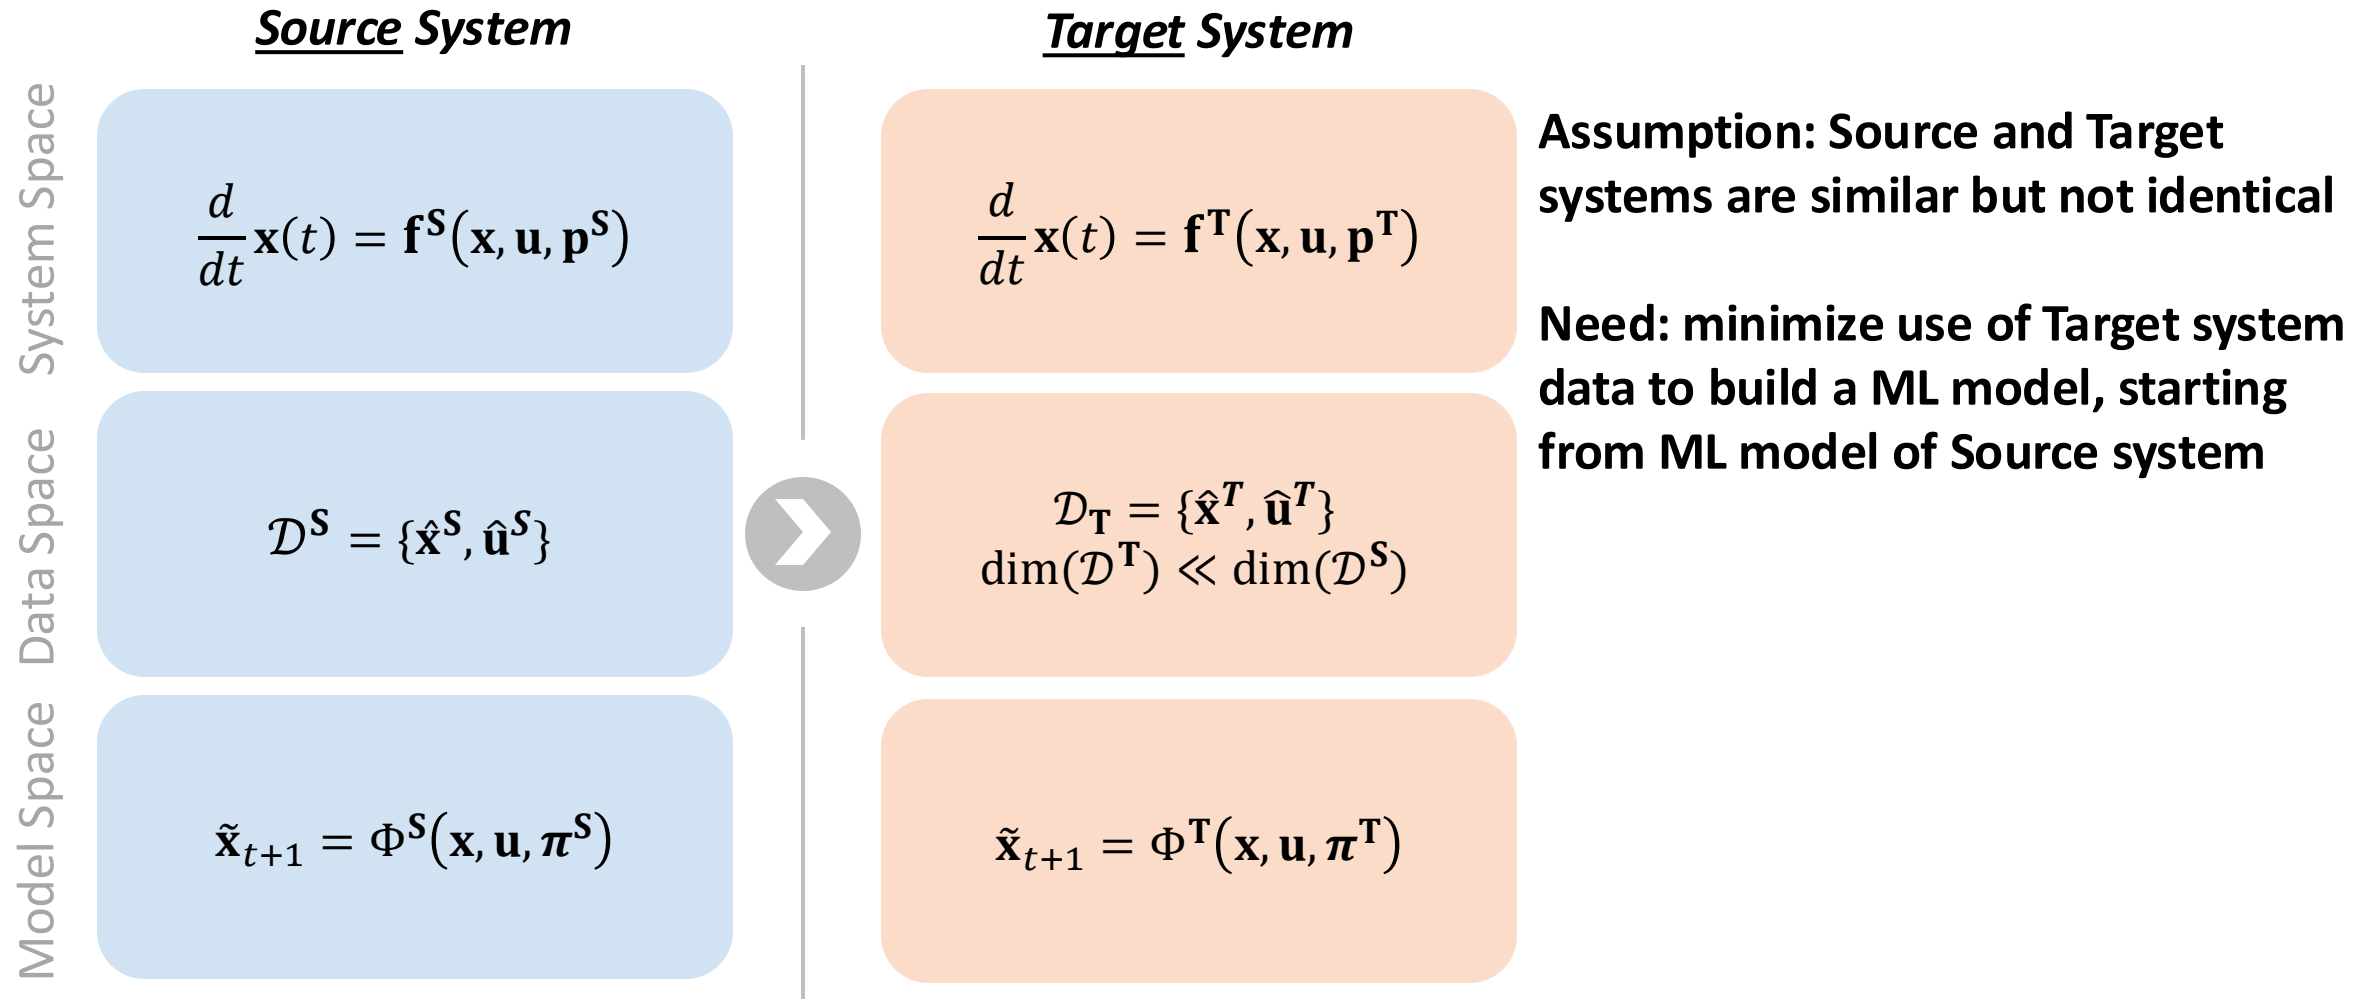 Source System
Target System
System Space
d/dt x(t) = f^S(x, u, p^S)
d/dt x(t) = f^T(x, u, p^T)
Assumption: Source and Target
systems are similar but not identical
Need: minimize use of Target system
data to build a ML model, starting
from ML model of Source system
Data Space
𝒟^S = {x̂^S, û^S}
𝒟_T = {x̂^T, û^T}
dim(𝒟^T) ≪ dim(𝒟^S)
Model Space
x̃_{t+1} = Φ^S(x, u, π^S)
x̃_{t+1} = Φ^T(x, u, π^T)